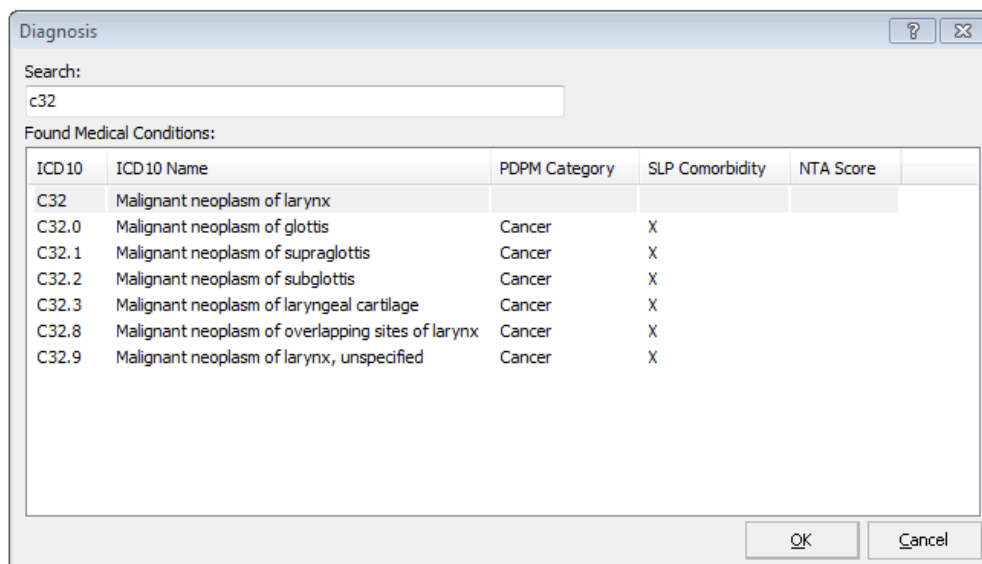 Diagnosis
Search:
c32
Found Medical Conditions:
ICD10 ICD10 Name PDPM Category SLP Comorbidity NTA Score
C32 Malignant neoplasm of larynx
C32.0 Malignant neoplasm of glottis Cancer X
C32.1 Malignant neoplasm of supraglottis Cancer X
C32.2 Malignant neoplasm of subglottis Cancer X
C32.3 Malignant neoplasm of laryngeal cartilage Cancer X
C32.8 Malignant neoplasm of overlapping sites of larynx Cancer X
C32.9 Malignant neoplasm of larynx, unspecified Cancer X
OK Cancel